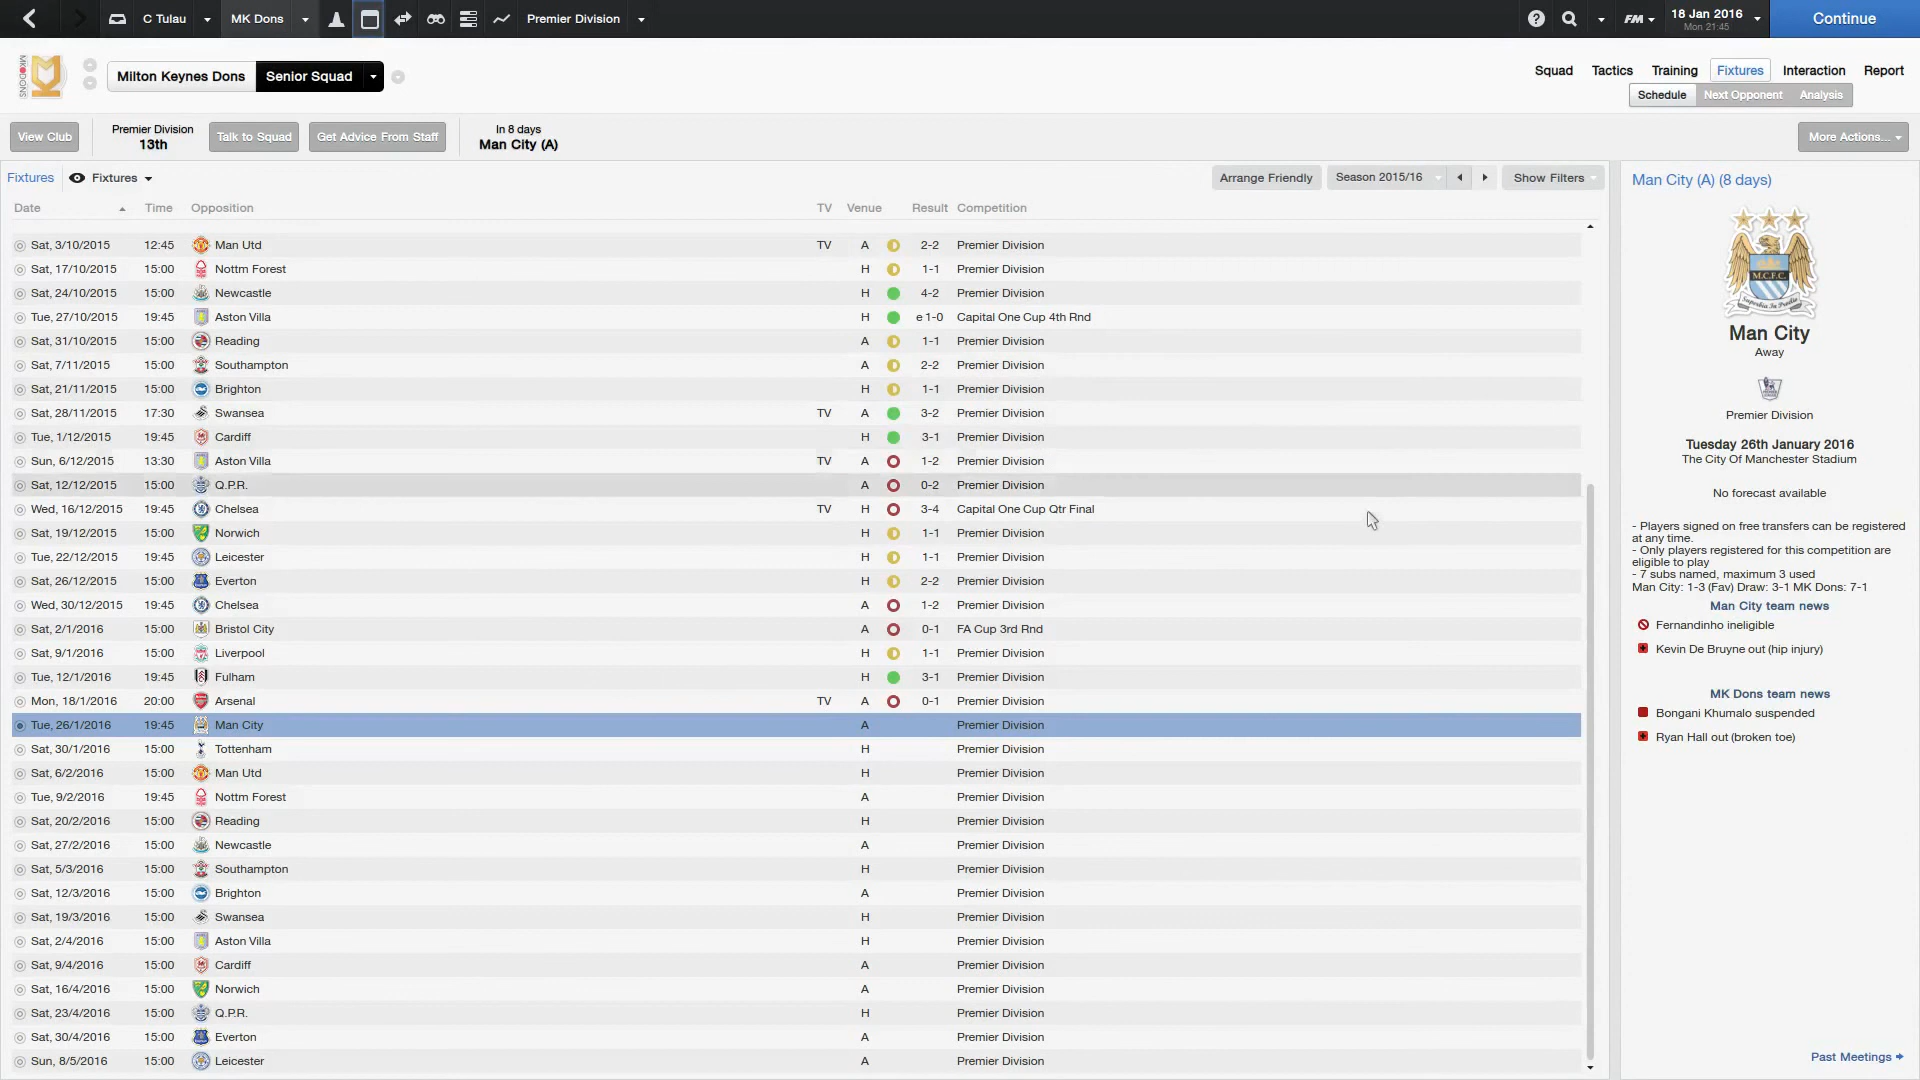 C Tulau MK Dons Premier Division FM 18 Jan 2016 Continue
Mon 21:45
Milton Keynes Dons Senior Squad Squad Tactics Training Fixtures Interaction Report
Schedule Next Opponent Analysis
View Club Premier Division Talk to Squad Get Advice From Staff In 8 days More Actions...
13th Man City (A)
Fixtures Fixtures Arrange Friendly Season 2015/16 Show Filters
Date Time Opposition TV Venue Result Competition
Sat, 3/10/2015 12:45 Man Utd TV A 2-2 Premier Division
Sat, 17/10/2015 15:00 Nottm Forest H 1-1 Premier Division
Sat, 24/10/2015 15:00 Newcastle H 4-2 Premier Division
Tue, 27/10/2015 19:45 Aston Villa H e 1-0 Capital One Cup 4th Rnd
Sat, 31/10/2015 15:00 Reading A 1-1 Premier Division
Sat, 7/11/2015 15:00 Southampton A 2-2 Premier Division
Sat, 21/11/2015 15:00 Brighton H 1-1 Premier Division
Sat, 28/11/2015 17:30 Swansea TV A 3-2 Premier Division
Tue, 1/12/2015 19:45 Cardiff H 3-1 Premier Division
Sun, 6/12/2015 13:30 Aston Villa TV A 1-2 Premier Division
Sat, 12/12/2015 15:00 Q.P.R. A 0-2 Premier Division
Wed, 16/12/2015 19:45 Chelsea TV H 3-4 Capital One Cup Qtr Final
Sat, 19/12/2015 15:00 Norwich H 1-1 Premier Division
Tue, 22/12/2015 19:45 Leicester H 1-1 Premier Division
Sat, 26/12/2015 15:00 Everton H 2-2 Premier Division
Wed, 30/12/2015 19:45 Chelsea A 1-2 Premier Division
Sat, 2/1/2016 15:00 Bristol City A 0-1 FA Cup 3rd Rnd
Sat, 9/1/2016 15:00 Liverpool H 1-1 Premier Division
Tue, 12/1/2016 19:45 Fulham H 3-1 Premier Division
Mon, 18/1/2016 20:00 Arsenal TV A 0-1 Premier Division
Tue, 26/1/2016 19:45 Man City A Premier Division
Sat, 30/1/2016 15:00 Tottenham H Premier Division
Sat, 6/2/2016 15:00 Man Utd H Premier Division
Tue, 9/2/2016 19:45 Nottm Forest A Premier Division
Sat, 20/2/2016 15:00 Reading H Premier Division
Sat, 27/2/2016 15:00 Newcastle A Premier Division
Sat, 5/3/2016 15:00 Southampton H Premier Division
Sat, 12/3/2016 15:00 Brighton A Premier Division
Sat, 19/3/2016 15:00 Swansea H Premier Division
Sat, 2/4/2016 15:00 Aston Villa H Premier Division
Sat, 9/4/2016 15:00 Cardiff A Premier Division
Sat, 16/4/2016 15:00 Norwich A Premier Division
Sat, 23/4/2016 15:00 Q.P.R. H Premier Division
Sat, 30/4/2016 15:00 Everton A Premier Division
Sun, 8/5/2016 15:00 Leicester A Premier Division
Man City (A) (8 days)
M.C.F.C.
Man City
Away
Premier Division
Tuesday 26th January 2016
The City Of Manchester Stadium
No forecast available
- Players signed on free transfers can be registered
at any time.
- Only players registered for this competition are
eligible to play
- 7 subs named, maximum 3 used
Man City: 1-3 (Fav) Draw: 3-1 MK Dons: 7-1
Man City team news
Fernandinho ineligible
Kevin De Bruyne out (hip injury)
MK Dons team news
Bongani Khumalo suspended
Ryan Hall out (broken toe)
Past Meetings